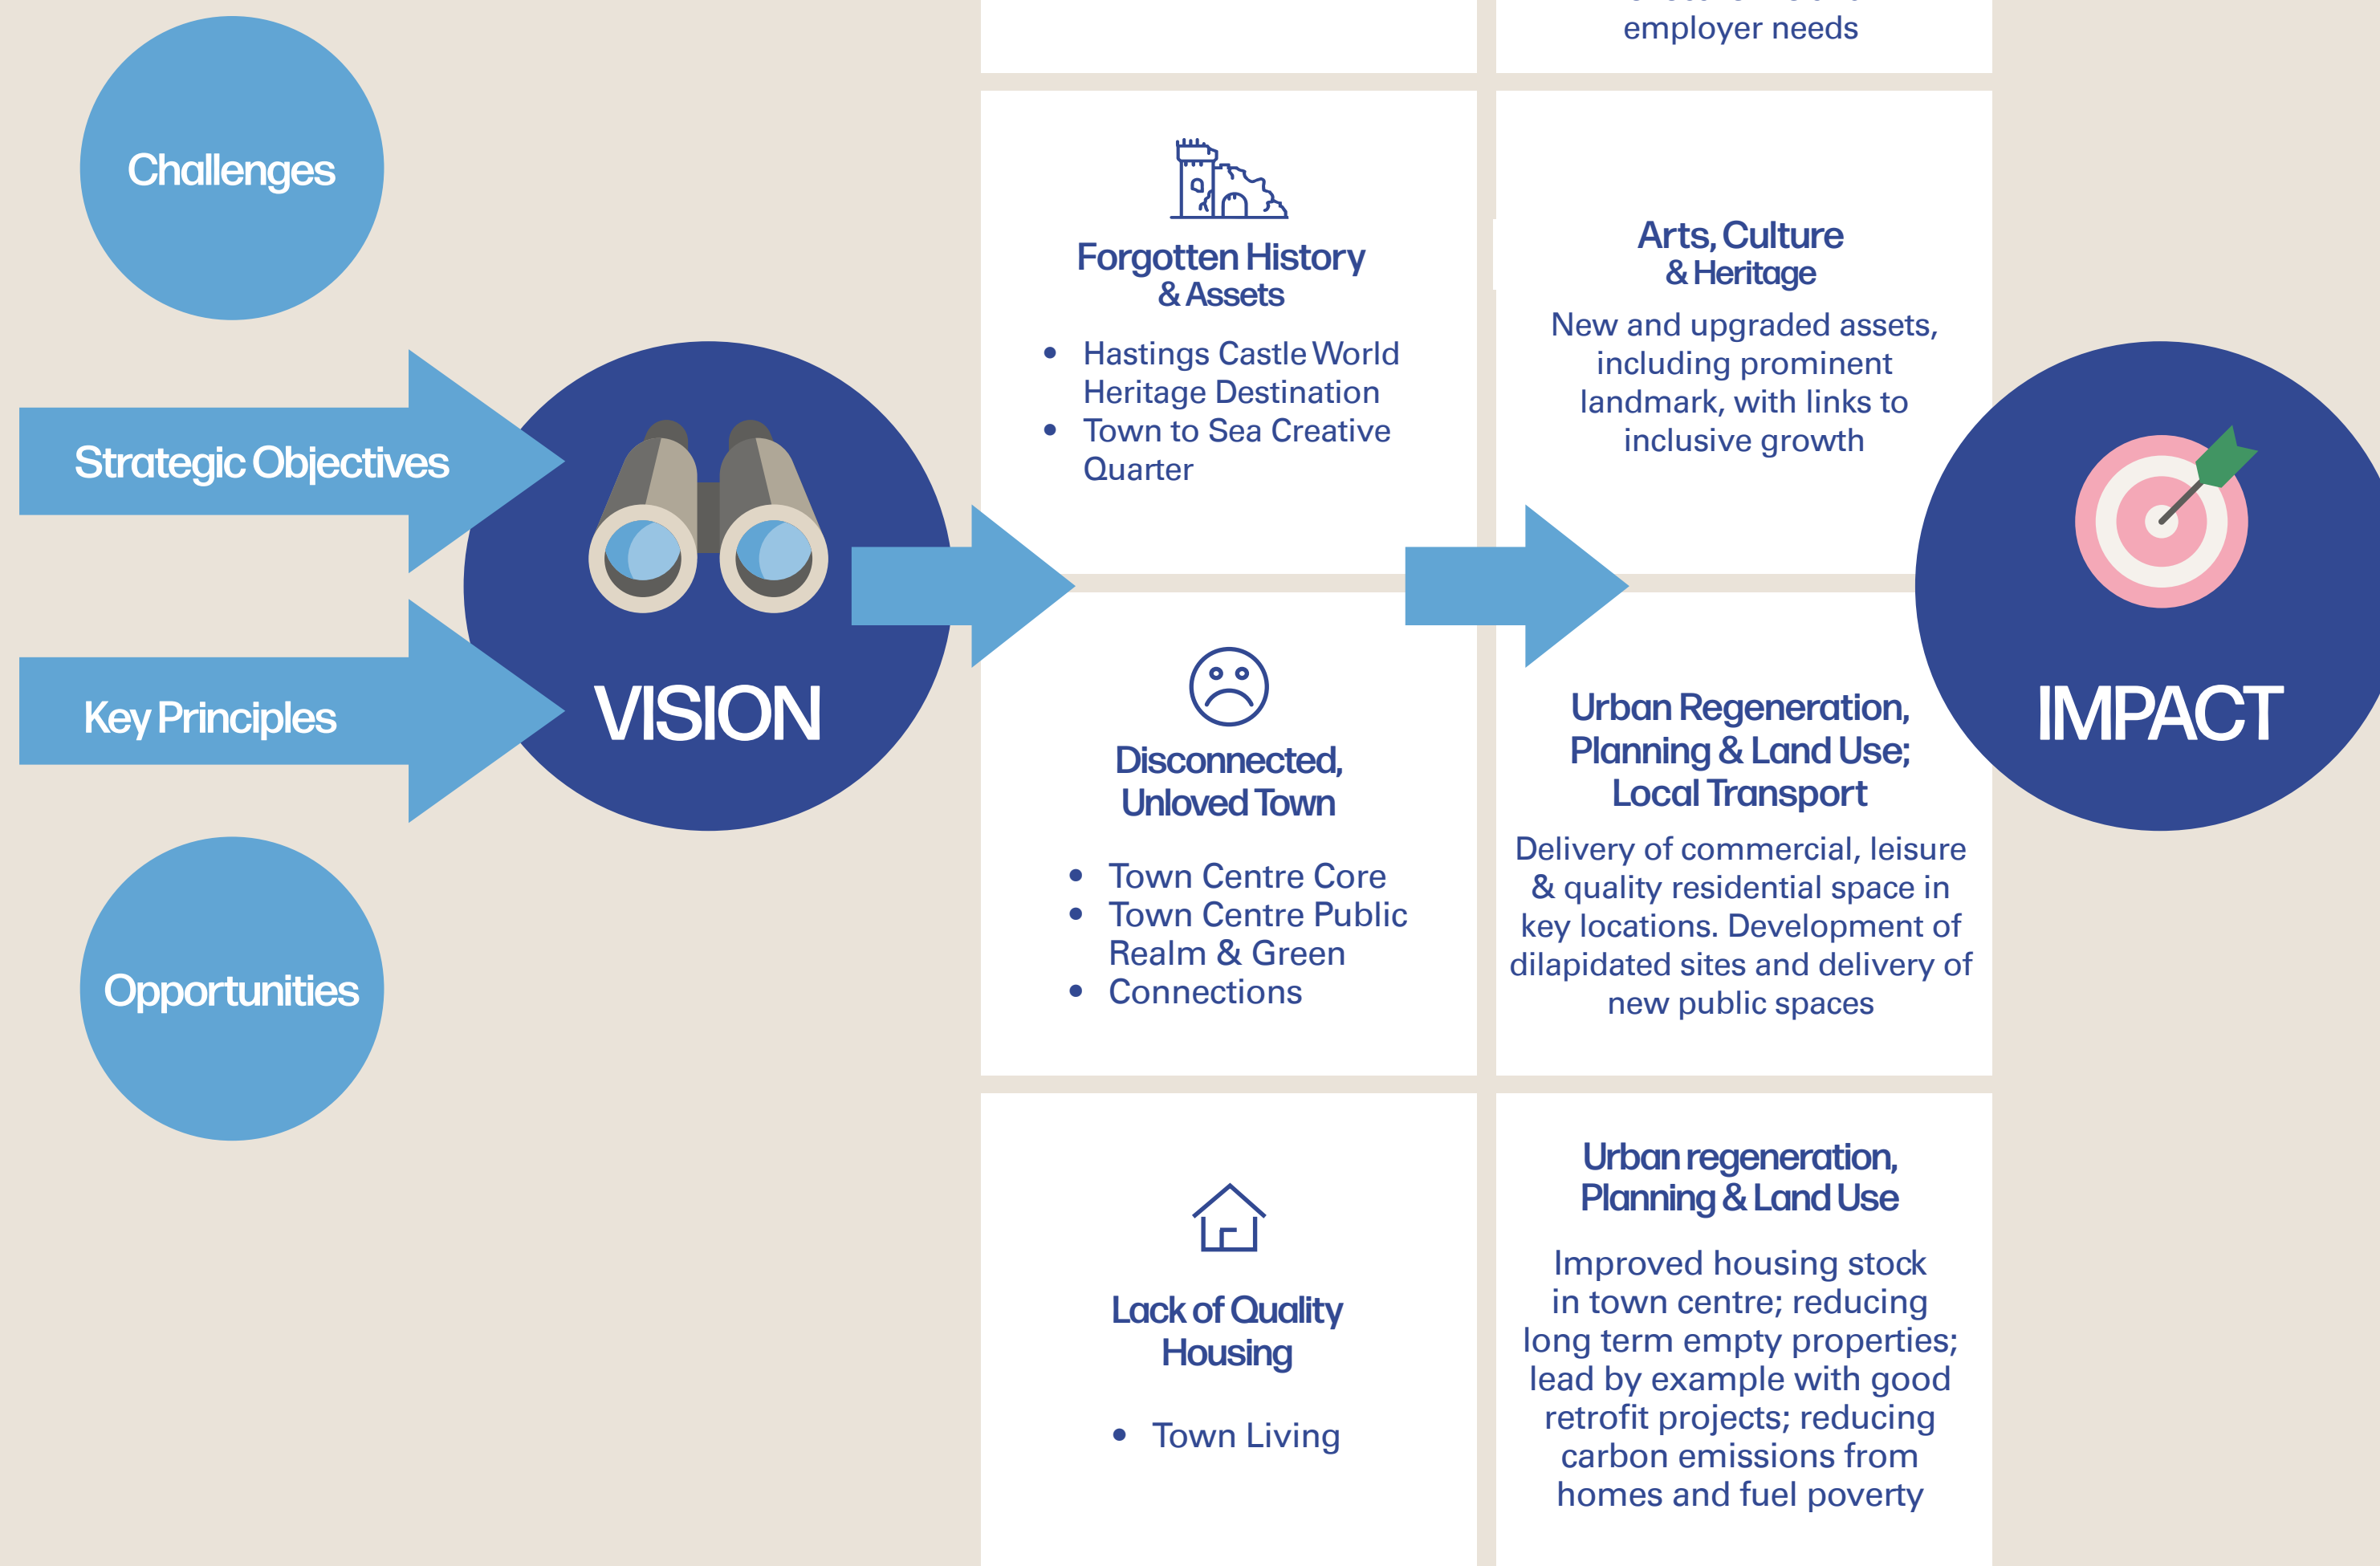 Challenges
Strategic Objectives
Key Principles
Opportunities
VISION
Forgotten History
& Assets
• Hastings Castle World
Heritage Destination
• Town to Sea Creative
Quarter
Disconnected,
Unloved Town
• Town Centre Core
• Town Centre Public
Realm & Green
• Connections
Lack of Quality
Housing
• Town Living
employer needs
Arts, Culture
& Heritage
New and upgraded assets,
including prominent
landmark, with links to
inclusive growth
Urban Regeneration,
Planning & Land Use;
Local Transport
Delivery of commercial, leisure
& quality residential space in
key locations. Development of
dilapidated sites and delivery of
new public spaces
Urban regeneration,
Planning & Land Use
Improved housing stock
in town centre; reducing
long term empty properties;
lead by example with good
retrofit projects; reducing
carbon emissions from
homes and fuel poverty
IMPACT